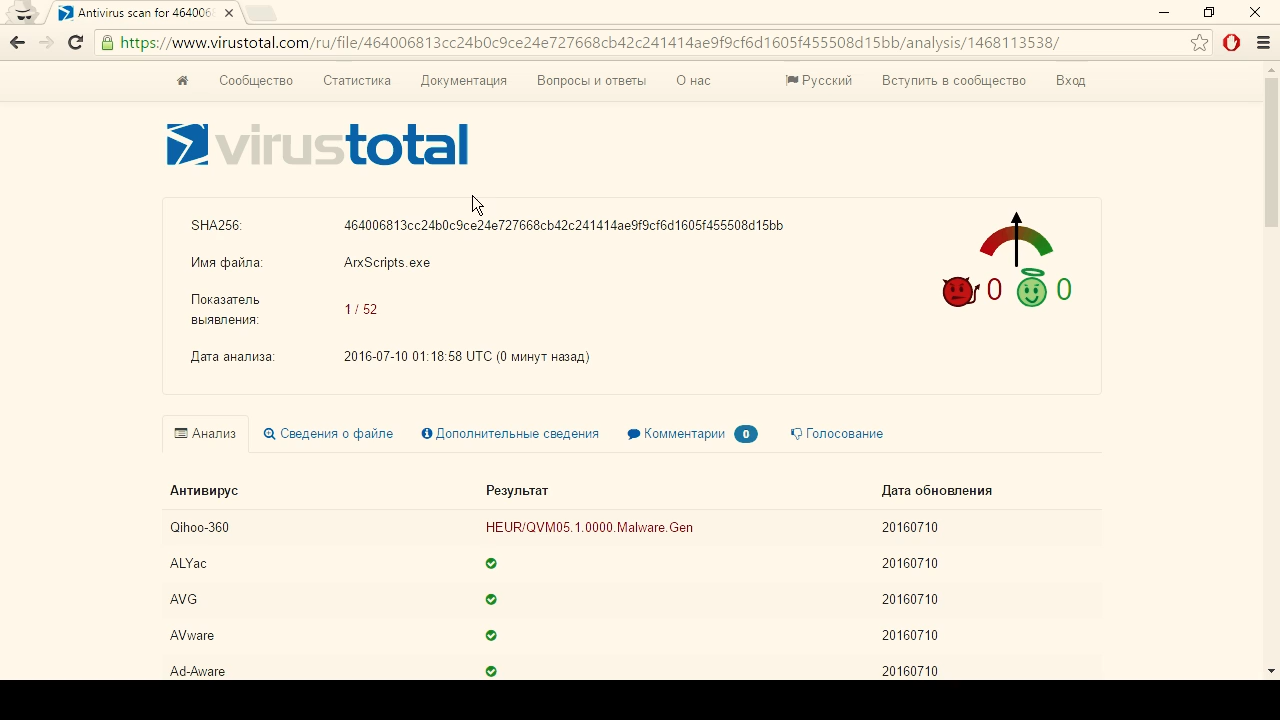 Antivirus scan for 464006
https://www.virustotal.com/ru/file/464006813cc24b0c9ce24e727668cb42c241414ae9f9cf6d1605f455508d15bb/analysis/1468113538/
Сообщество Статистика Документация Вопросы и ответы О нас Русский Вступить в сообщество Вход
virustotal
SHA256: 464006813cc24b0c9ce24e727668cb42c241414ae9f9cf6d1605f455508d15bb
Имя файла: ArxScripts.exe
Показатель
выявления: 1 / 52
0 0
Дата анализа: 2016-07-10 01:18:58 UTC (0 минут назад)
Анализ Сведения о файле Дополнительные сведения Комментарии 0 Голосование
Антивирус Результат Дата обновления
Qihoo-360 HEUR/QVM05.1.0000.Malware.Gen 20160710
ALYac 20160710
AVG 20160710
AVware 20160710
Ad-Aware 20160710